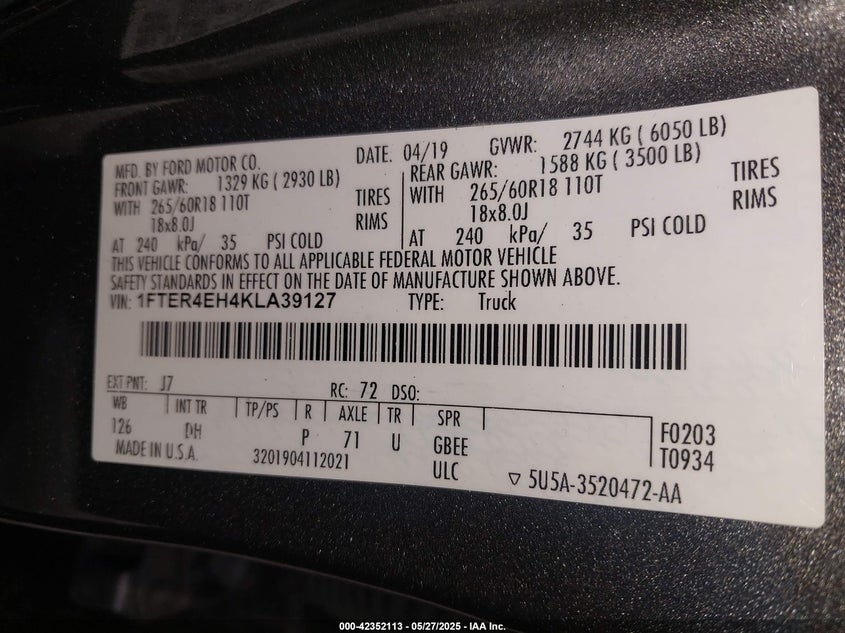 MFD. BY FORD MOTOR CO.
DATE. 04/19 GVWR: 2744 KG ( 6050 LB)
FRONT GAWR: 1329 KG ( 2930 LB)
WITH 265/60R18 110T TIRES
18x8.0J RIMS
AT 240 kPa/ 35 PSI COLD
REAR GAWR: 1588 KG ( 3500 LB)
WITH 265/60R18 110T TIRES
18x8.0J RIMS
AT 240 kPa/ 35 PSI COLD
THIS VEHICLE CONFORMS TO ALL APPLICABLE FEDERAL MOTOR VEHICLE
SAFETY STANDARDS IN EFFECT ON THE DATE OF MANUFACTURE SHOWN ABOVE.
VIN: 1FTER4EH4KLA39127 TYPE: Truck
EXT PNT: J7 RC: 72 DSO:
WB INT TR TP/PS R AXLE TR SPR
126 DH P 71 U GBEE F0203
MADE IN U.S.A. 3201904112021 ULC T0934
▽ 5U5A-3520472-AA
000-42352113 - 05/27/2025 - IAA Inc.